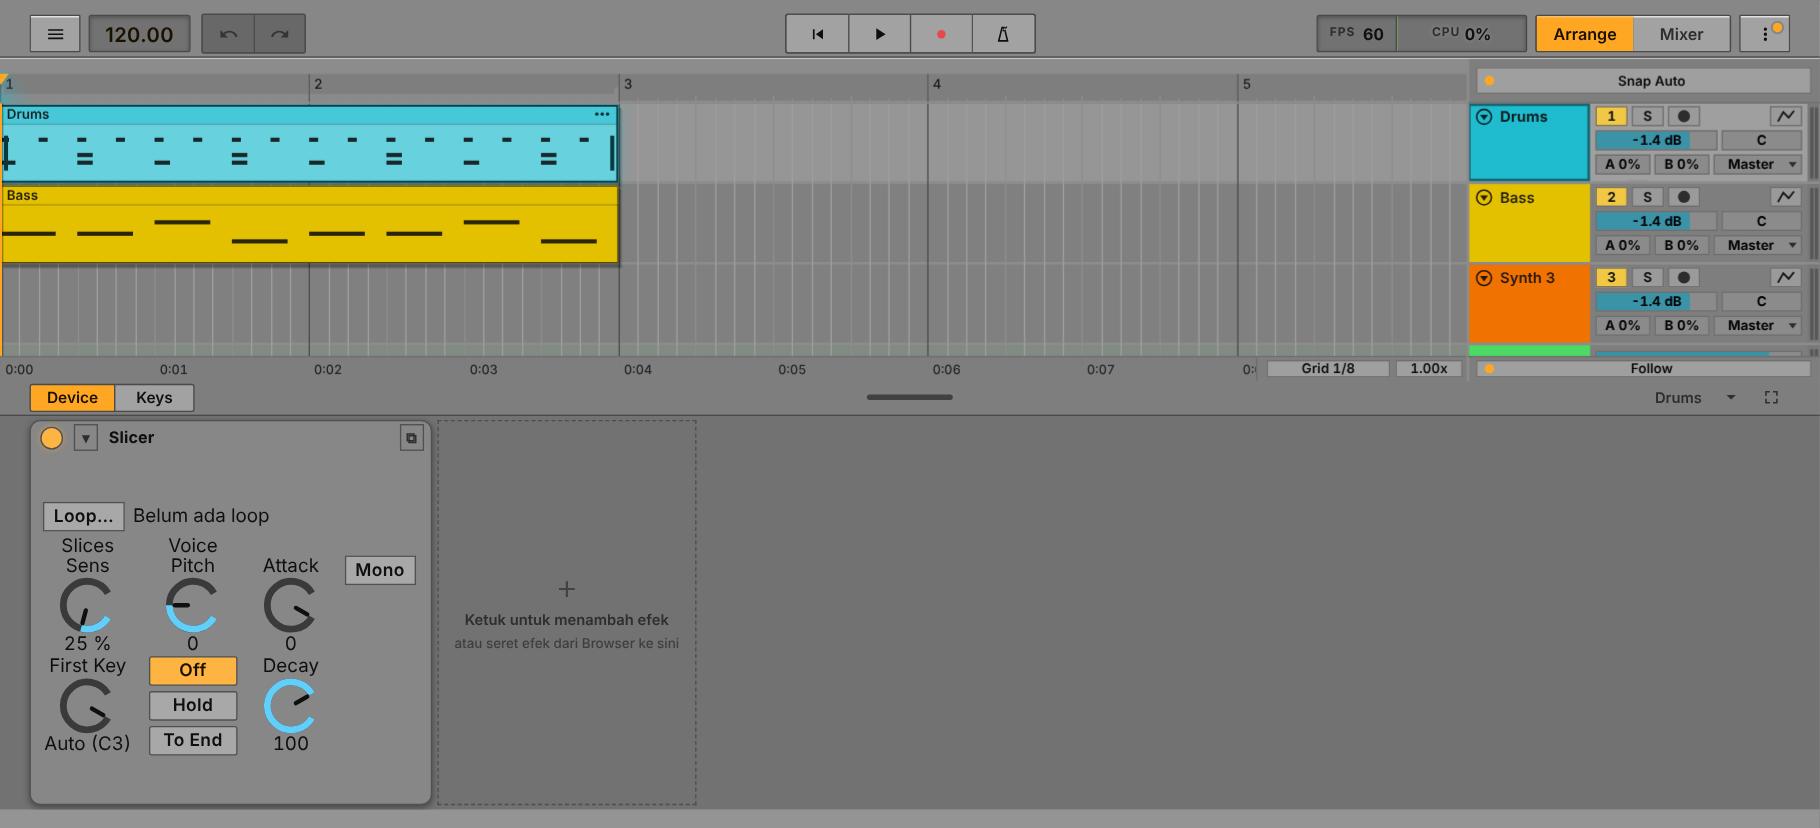 120.00
FPS 60
CPU 0%
Arrange
Mixer
1 2 3 4 5
Snap Auto
Drums
Drums
1 S
-1.4 dB C
A 0% B 0% Master
Bass
Bass
2 S
-1.4 dB C
A 0% B 0% Master
Synth 3
3 S
-1.4 dB C
A 0% B 0% Master
0:00 0:01 0:02 0:03 0:04 0:05 0:06 0:07
Grid 1/8 1.00x
Follow
Device Keys
Drums
Slicer
Loop... Belum ada loop
Slices Voice
Sens Pitch Attack Mono
25 % 0 0
First Key Off Decay
Hold
Auto (C3) To End 100
Ketuk untuk menambah efek
atau seret efek dari Browser ke sini